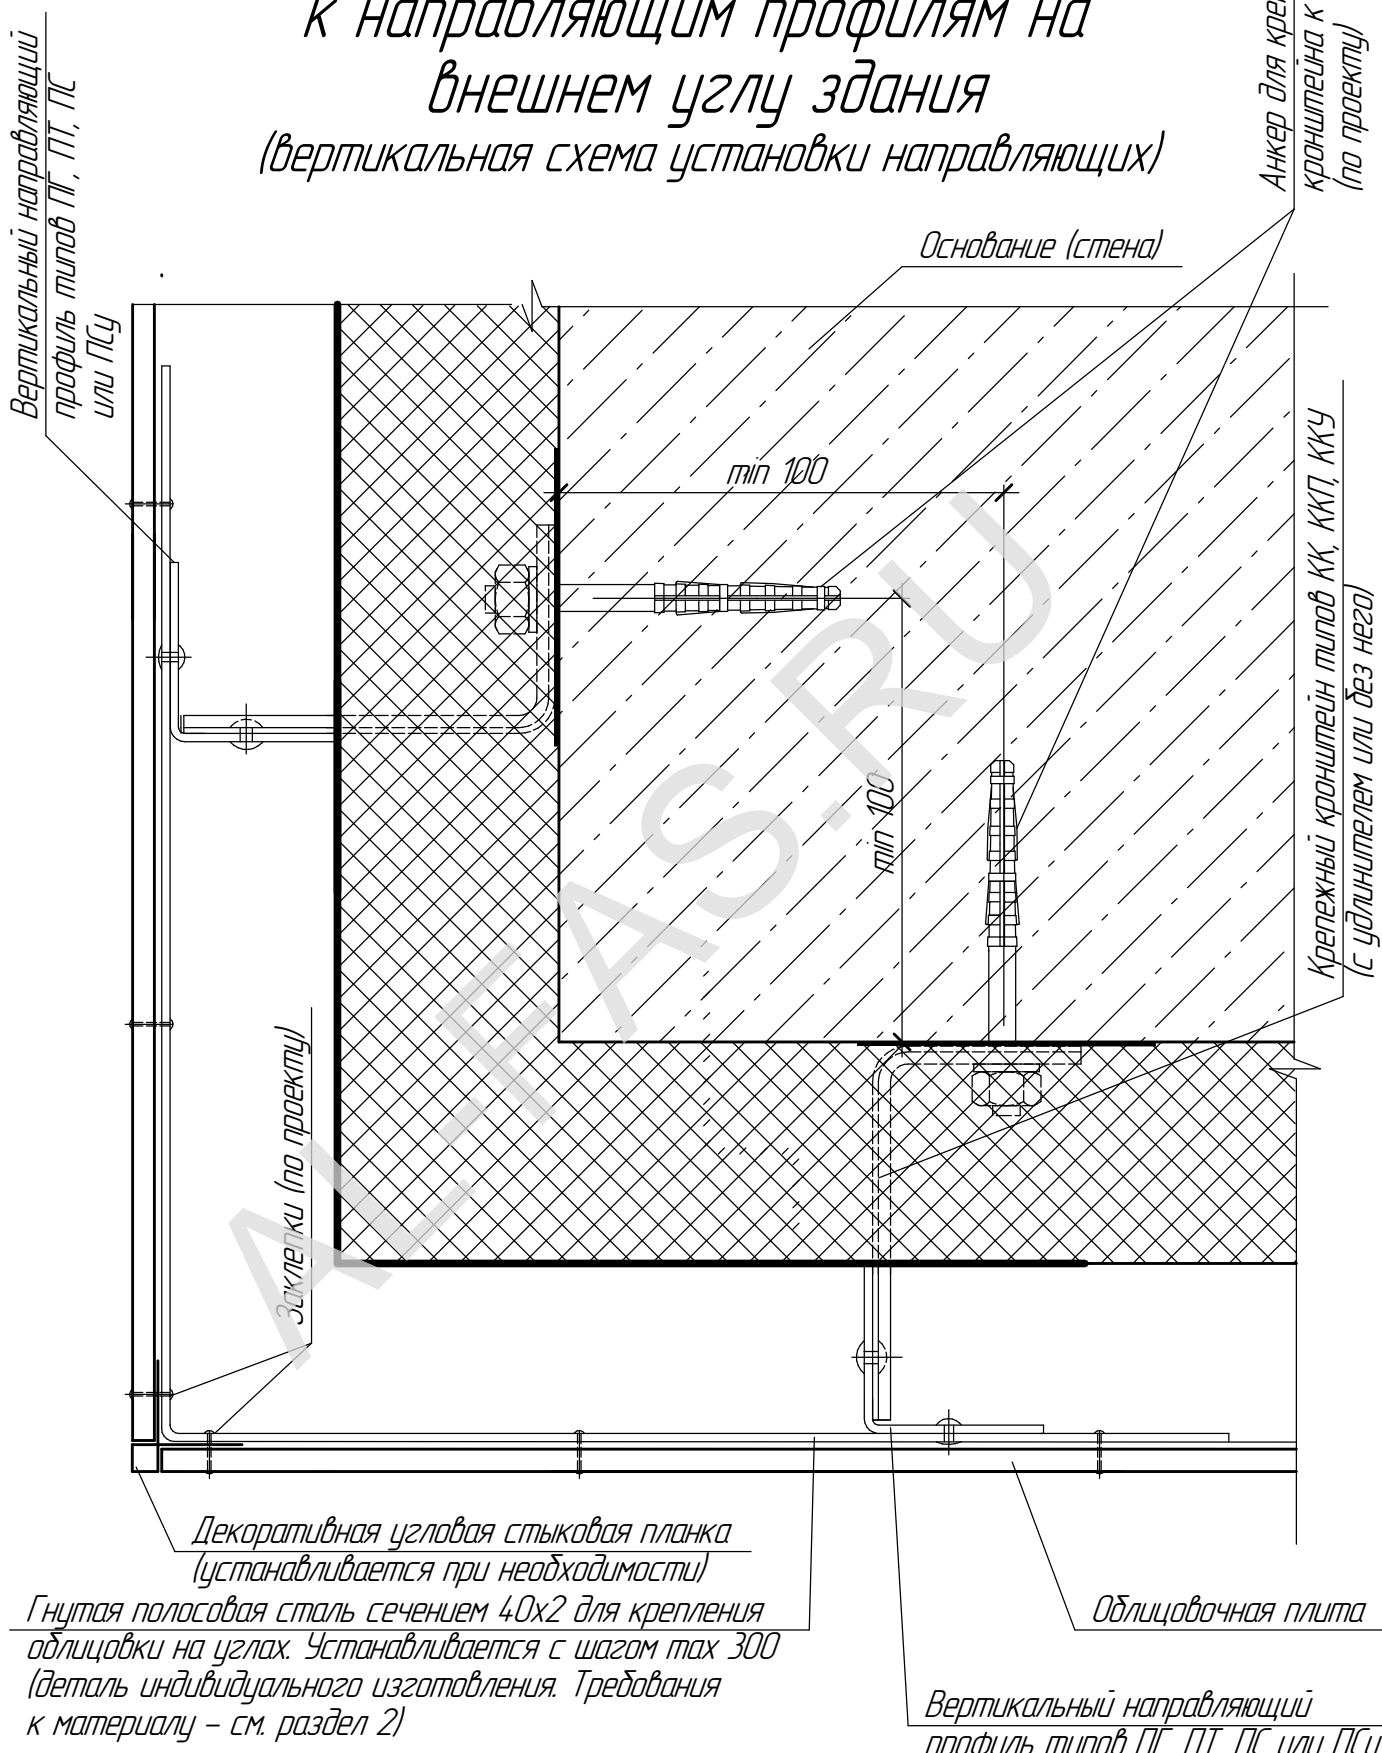 к направляющим профилям на
внешнем углу здания
(вертикальная схема установки направляющих)
Вертикальный направляющий
профиль типов ПГ, ПТ, ПС
или ПСу
Анкер для
кронштейна к
(по проекту)
Основание (стена)
min 100
min 100
Крепежный кронштейн типов КК, ККП, ККУ
(с удлинителем или без него)
Заклепки (по проекту)
AL-FAS.RU
Декоративная угловая стыковая планка
(устанавливается при необходимости)
Гнутая полосовая сталь сечением 40х2 для крепления
облицовки на углах. Устанавливается с шагом max 300
(деталь индивидуального изготовления. Требования
к материалу - см. раздел 2)
Облицовочная плита
Вертикальный направляющий
профиль типов ПГ, ПТ, ПС или ПСу